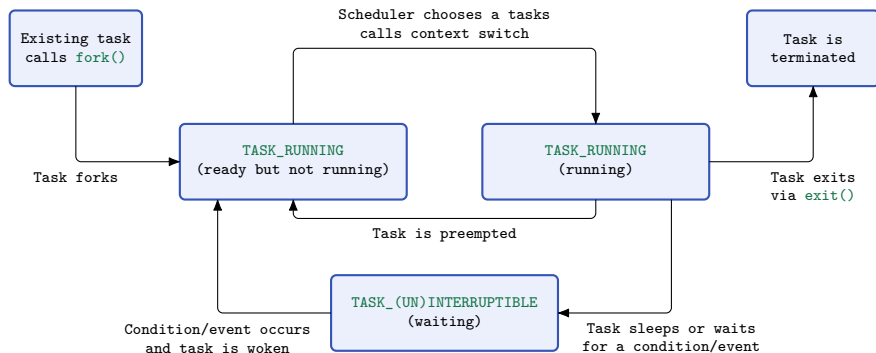 Scheduler chooses a tasks
calls context switch
Existing task
calls fork()
Task is
terminated
TASK_RUNNING
(ready but not running)
TASK_RUNNING
(running)
Task forks
Task exits
via exit()
Task is preempted
TASK_(UN)INTERRUPTIBLE
(waiting)
Condition/event occurs
and task is woken
Task sleeps or waits
for a condition/event